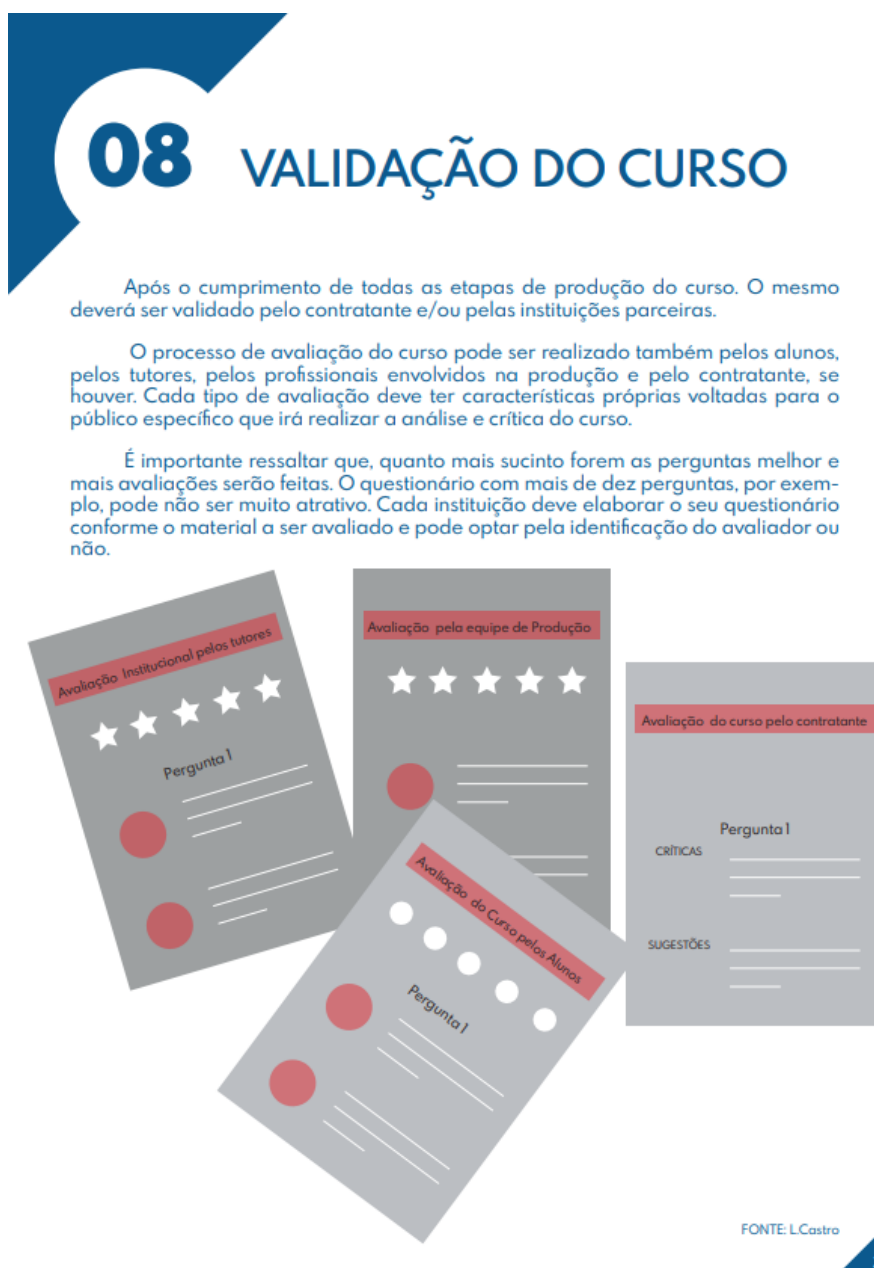 08 VALIDAÇÃO DO CURSO
Após o cumprimento de todas as etapas de produção do curso. O mesmo
deverá ser validado pelo contratante e/ou pelas instituições parceiras.
O processo de avaliação do curso pode ser realizado também pelos alunos,
pelos tutores, pelos profissionais envolvidos na produção e pelo contratante, se
houver. Cada tipo de avaliação deve ter características próprias voltadas para o
público específico que irá realizar a análise e crítica do curso.
É importante ressaltar que, quanto mais sucinto forem as perguntas melhor e
mais avaliações serão feitas. O questionário com mais de dez perguntas, por exem-
plo, pode não ser muito atrativo. Cada instituição deve elaborar o seu questionário
conforme o material a ser avaliado e pode optar pela identificação do avaliador ou
não.
Avaliação Institucional pelos tutores
Pergunta 1
Avaliação pela equipe de Produção
Avaliação do curso pelo contratante
Pergunta 1
CRÍTICAS
SUGESTÕES
Avaliação do Curso pelos Alunos
Pergunta 1
FONTE: L.Castro